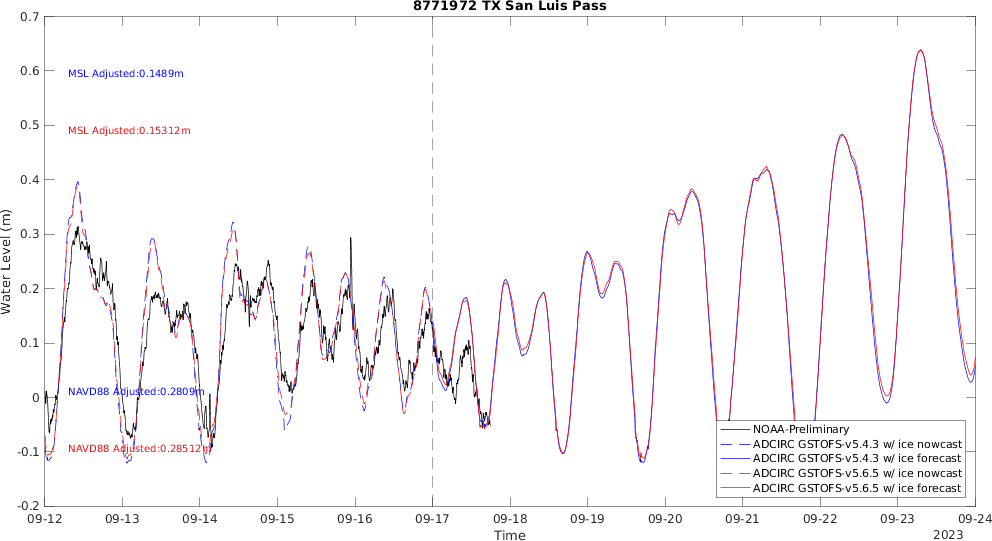 8771972 TX San Luis Pass
0.7
0.6
0.5
0.4
0.3
0.2
0.1
0
-0.1
-0.2
Water Level (m)
MSL Adjusted:0.1489m
MSL Adjusted:0.15312m
NAVD88 Adjusted:0.2809m
NAVD88 Adjusted:0.28512m
NOAA-Preliminary
ADCIRC GSTOFS-v5.4.3 w/ ice nowcast
ADCIRC GSTOFS-v5.4.3 w/ ice forecast
ADCIRC GSTOFS-v5.6.5 w/ ice nowcast
ADCIRC GSTOFS-v5.6.5 w/ ice forecast
09-12 09-13 09-14 09-15 09-16 09-17 09-18 09-19 09-20 09-21 09-22 09-23 09-24
Time
2023